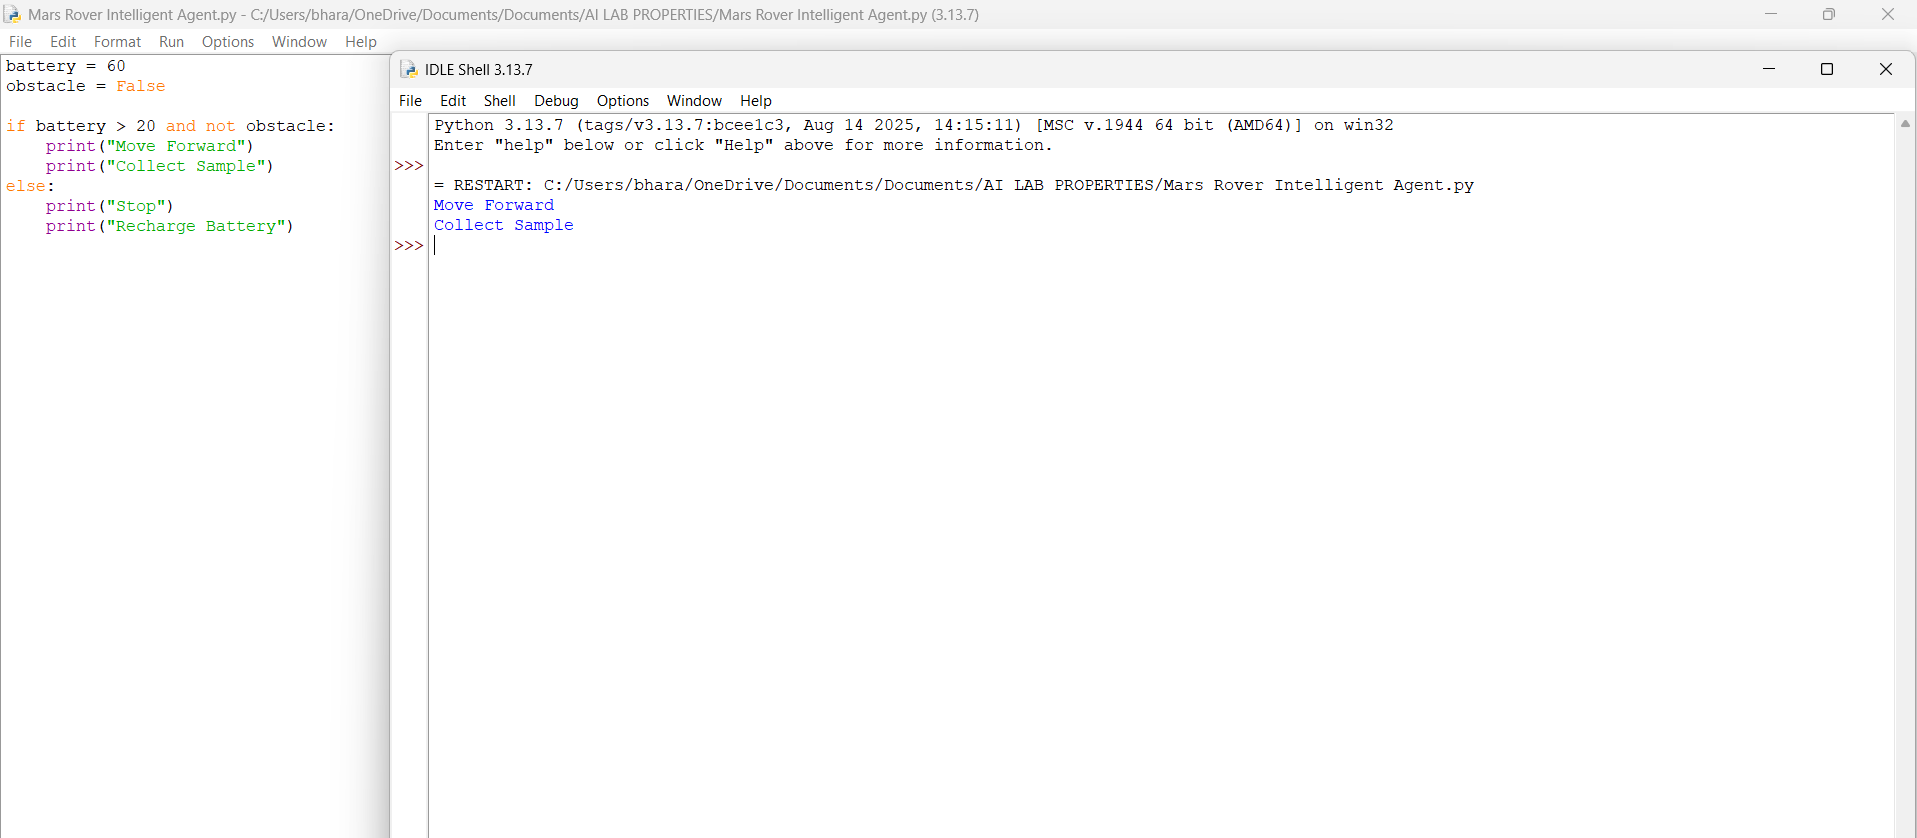 Mars Rover Intelligent Agent.py - C:/Users/bhara/OneDrive/Documents/Documents/AI LAB PROPERTIES/Mars Rover Intelligent Agent.py (3.13.7)
File Edit Format Run Options Window Help
battery = 60
obstacle = False
if battery > 20 and not obstacle:
    print("Move Forward")
    print("Collect Sample")
else:
    print("Stop")
    print("Recharge Battery")
IDLE Shell 3.13.7
File Edit Shell Debug Options Window Help
Python 3.13.7 (tags/v3.13.7:bcee1c3, Aug 14 2025, 14:15:11) [MSC v.1944 64 bit (AMD64)] on win32
Enter "help" below or click "Help" above for more information.
>>>
= RESTART: C:/Users/bhara/OneDrive/Documents/Documents/AI LAB PROPERTIES/Mars Rover Intelligent Agent.py
Move Forward
Collect Sample
>>>